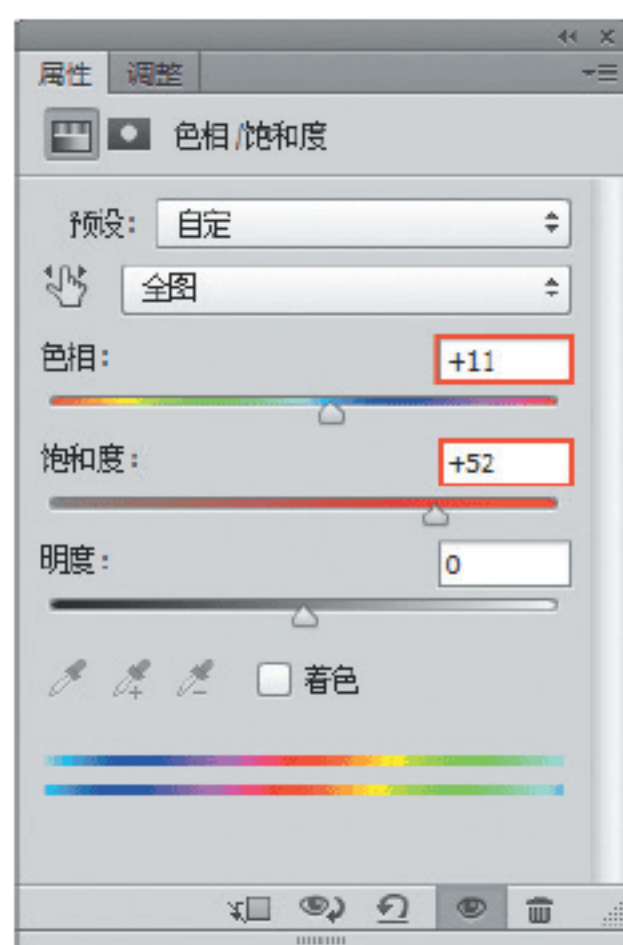 属性 调整
色相/饱和度
预设: 自定
全图
色相: +11
饱和度: +52
明度: 0
着色